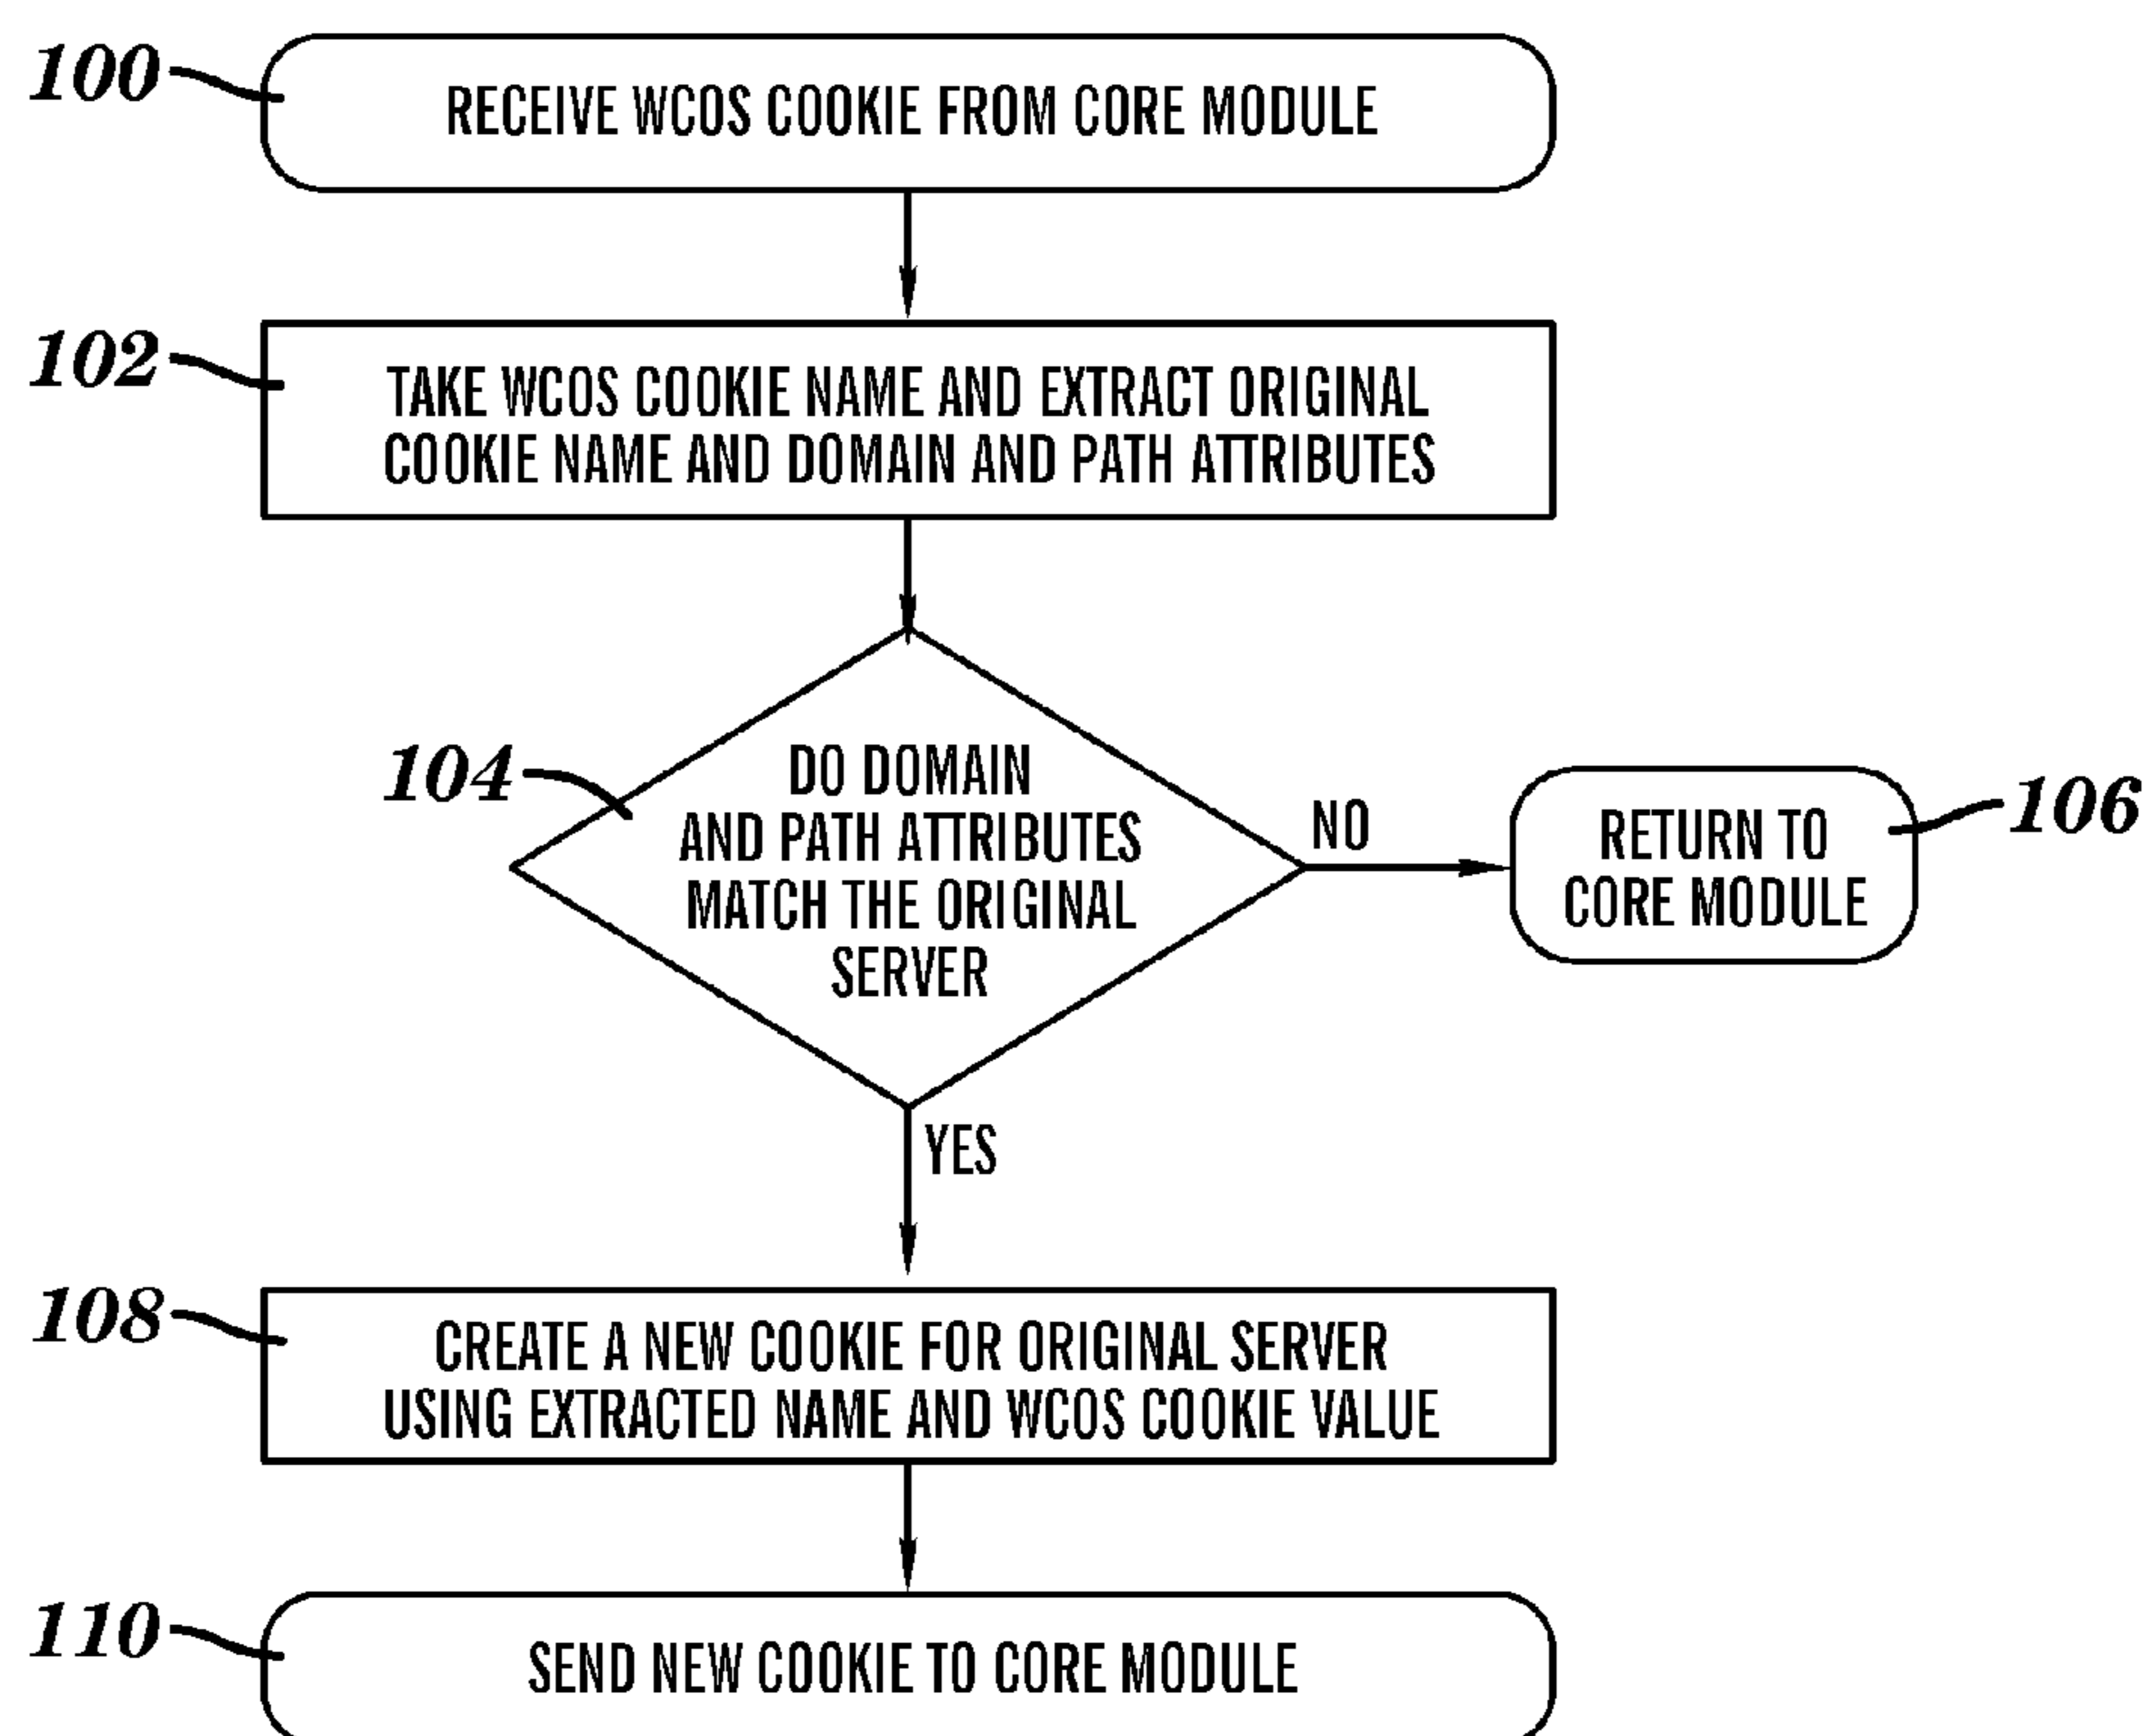 100
RECEIVE WCOS COOKIE FROM CORE MODULE
102
TAKE WCOS COOKIE NAME AND EXTRACT ORIGINAL
COOKIE NAME AND DOMAIN AND PATH ATTRIBUTES
104
DO DOMAIN
AND PATH ATTRIBUTES
MATCH THE ORIGINAL
SERVER
NO
RETURN TO
CORE MODULE
106
YES
108
CREATE A NEW COOKIE FOR ORIGINAL SERVER
USING EXTRACTED NAME AND WCOS COOKIE VALUE
110
SEND NEW COOKIE TO CORE MODULE